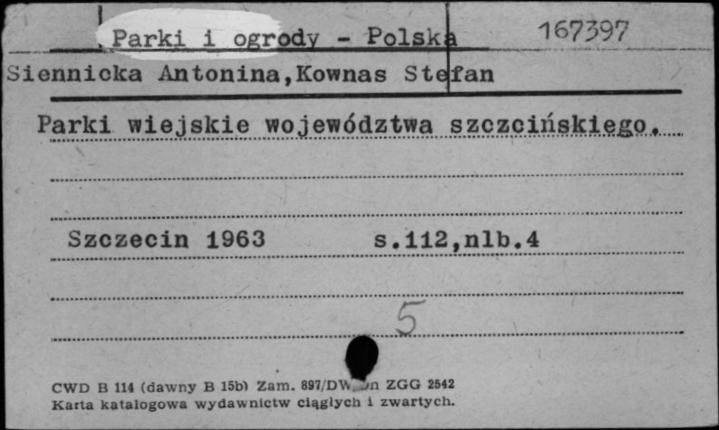 Parki i ogrody - Polska 167397
Siennicka Antonina,Kownas Stefan
Parki wiejskie województwa szczcińskiego.
Szczecin 1963 s.112,nlb.4
5
CWD B 114 (dawny B 15b) Zam. 897/DW ZGG 2542
Karta katalogowa wydawnictw ciągłych i zwartych.